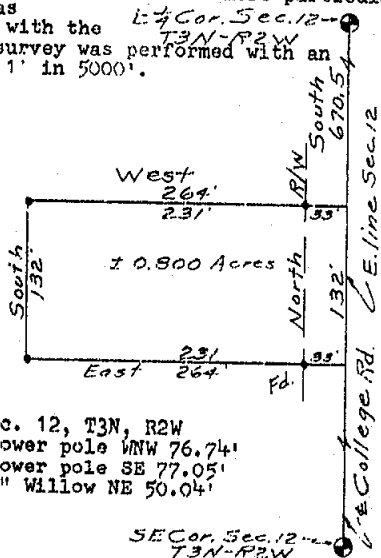 as
with the
survey was performed with an
1' in 5000'.
E¼ Cor. Sec. 12
T3N-R2W
South
670.54
West
264'
231'
R/W
33'
E. line Sec. 12
South
132'
± 0.800 Acres
North
132'
231'
33'
East
264'
Fd.
℄ College Rd.
c. 12, T3N, R2W
ower pole WNW 76.74'
ower pole SE 77.05'
" Willow NE 50.04'
SE Cor. Sec. 12
T3N-R2W